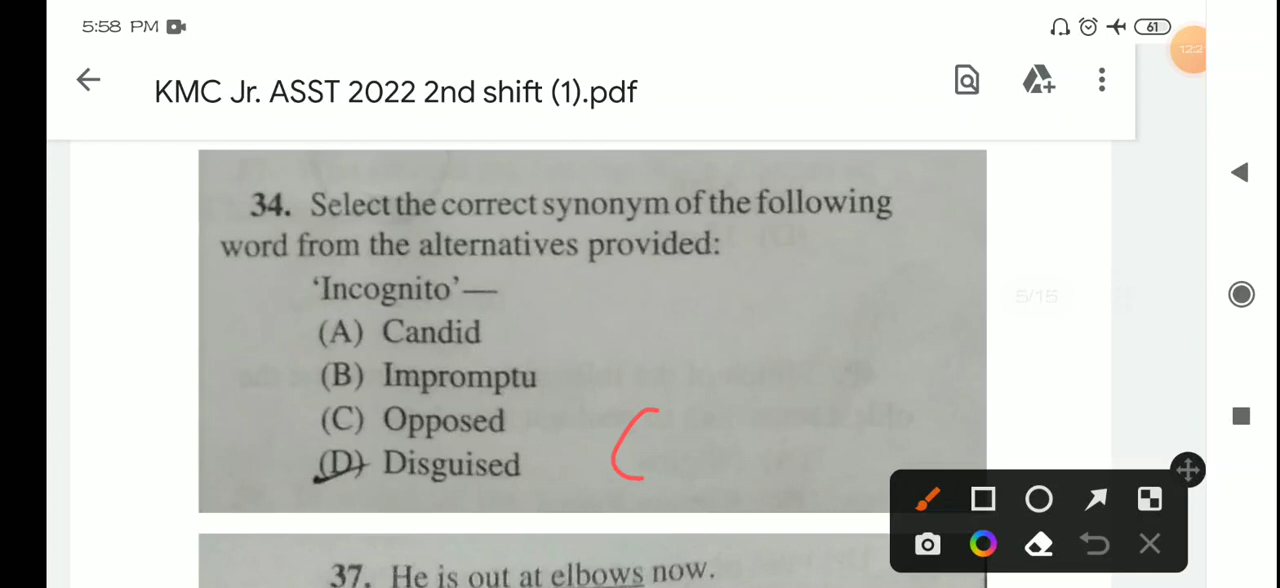 5:58 PM
61
12:2
KMC Jr. ASST 2022 2nd shift (1).pdf
34. Select the correct synonym of the following
word from the alternatives provided:
'Incognito'—
(A) Candid
(B) Impromptu
(C) Opposed
(D) Disguised
5/15
37. He is out at elbows now.